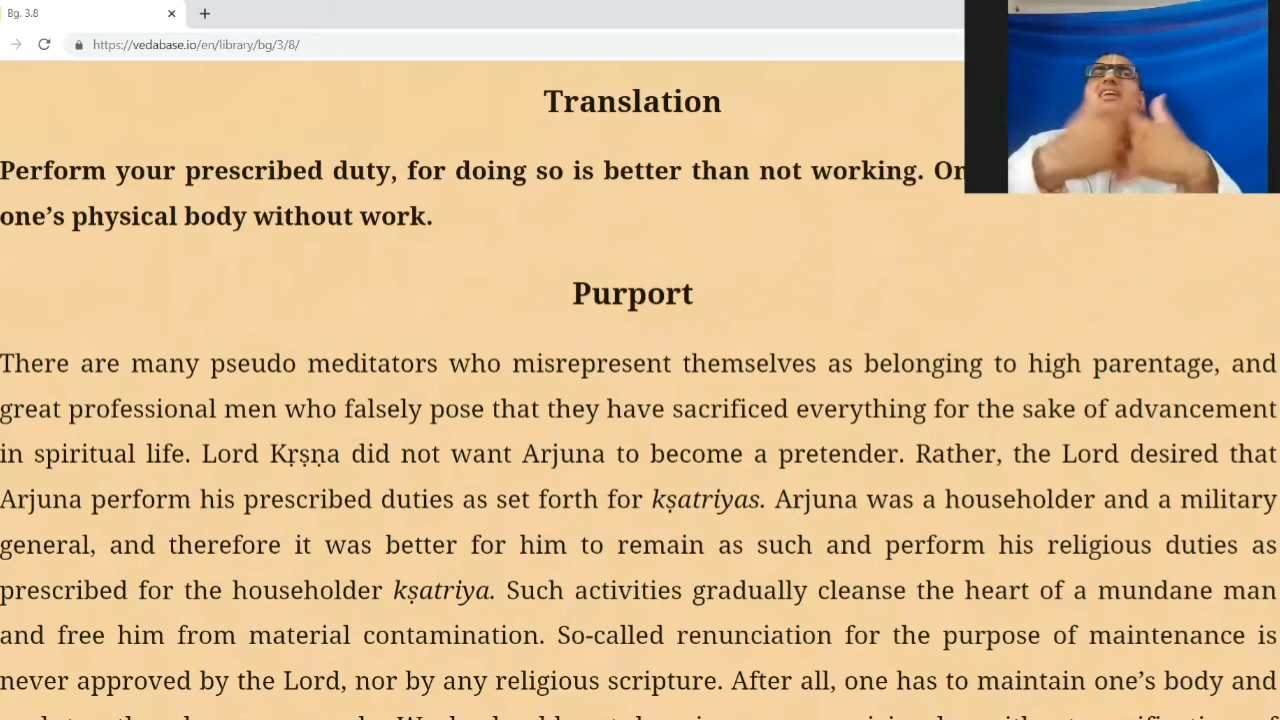 Bg. 3.8
https://vedabase.io/en/library/bg/3/8/
Translation
Perform your prescribed duty, for doing so is better than not working.
one’s physical body without work.
Purport
There are many pseudo meditators who misrepresent themselves as belonging to high parentage, and
great professional men who falsely pose that they have sacrificed everything for the sake of advancement
in spiritual life. Lord Kṛṣṇa did not want Arjuna to become a pretender. Rather, the Lord desired that
Arjuna perform his prescribed duties as set forth for kṣatriyas. Arjuna was a householder and a military
general, and therefore it was better for him to remain as such and perform his religious duties as
prescribed for the householder kṣatriya. Such activities gradually cleanse the heart of a mundane man
and free him from material contamination. So-called renunciation for the purpose of maintenance is
never approved by the Lord, nor by any religious scripture. After all, one has to maintain one’s body and